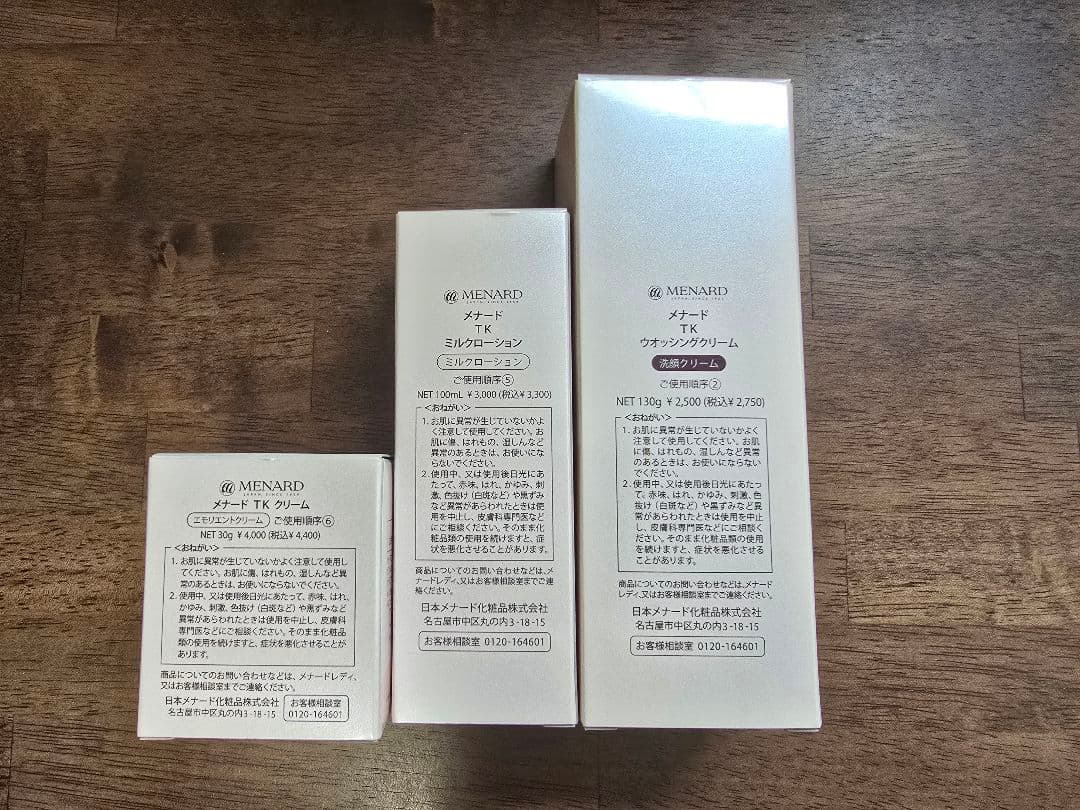 MENARD
JAPAN, SINCE 1959
メナード TK クリーム
エモリエントクリーム ご使用順序⑥
NET 30g ¥4,000 (税込¥4,400)
<おねがい>
1. お肌に異常が生じていないかよく注意して使用し
てください。お肌に傷、はれもの、湿しんなど異
常のあるときは、お使いにならないでください。
2. 使用中、又は使用後日光にあたって、赤味、はれ、
かゆみ、刺激、色抜け(白斑など)や黒ずみなど
異常があらわれたときは使用を中止し、皮膚科
専門医などにご相談ください。そのまま化粧品
類の使用を続けますと、症状を悪化させることが
あります。
商品についてのお問い合わせなどは、メナードレディ、
又はお客様相談室までご連絡ください。
日本メナード化粧品株式会社
名古屋市中区丸の内3-18-15
お客様相談室
0120-164601
MENARD
JAPAN, SINCE 1959
メナード
TK
ミルクローション
ミルクローション
ご使用順序⑤
NET 100mL ¥3,000 (税込¥3,300)
<おねがい>
1. お肌に異常が生じていないかよ
く注意して使用してください。お
肌に傷、はれもの、湿しんなど
異常のあるときは、お使いにな
らないでください。
2. 使用中、又は使用後日光にあ
たって、赤味、はれ、かゆみ、刺
激、色抜け(白斑など)や黒ずみ
など異常があらわれたときは使
用を中止し、皮膚科専門医など
にご相談ください。そのまま化
粧品類の使用を続けますと、症
状を悪化させることがあります。
商品についてのお問い合わせなどは、メ
ナードレディ、又はお客様相談室までご連
絡ください。
日本メナード化粧品株式会社
名古屋市中区丸の内3-18-15
お客様相談室 0120-164601
MENARD
JAPAN, SINCE 1959
メナード
TK
ウオッシングクリーム
洗顔クリーム
ご使用順序②
NET 130g ¥2,500 (税込¥2,750)
<おねがい>
1. お肌に異常が生じていないかよく
注意して使用してください。お肌
に傷、はれもの、湿しんなど異常
のあるときは、お使いにならない
でください。
2. 使用中、又は使用後日光にあたっ
て、赤味、はれ、かゆみ、刺激、色
抜け(白斑など)や黒ずみなど異
常があらわれたときは使用を中止
し、皮膚科専門医などにご相談く
ださい。そのまま化粧品類の使用
を続けますと、症状を悪化させる
ことがあります。
商品についてのお問い合わせなどは、メナード
レディ、又はお客様相談室までご連絡ください。
日本メナード化粧品株式会社
名古屋市中区丸の内3-18-15
お客様相談室 0120-164601